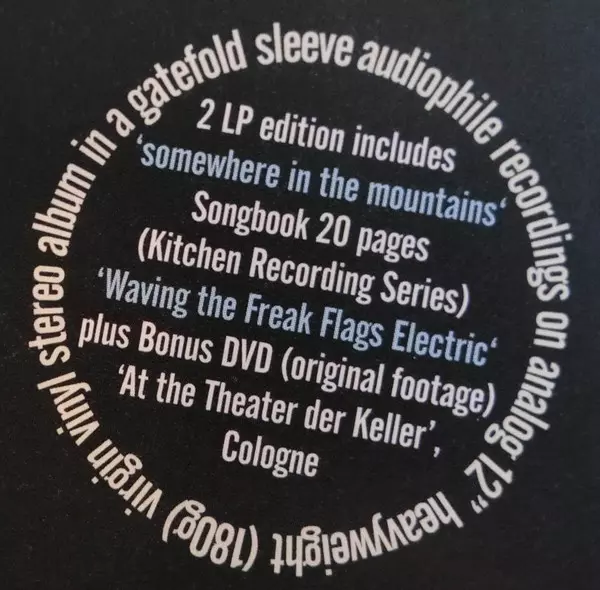 stereo album in a gatefold sleeve audiophile recordings on analog 12" heavyweight (180g) virgin vinyl
2 LP edition includes
‘somewhere in the mountains‘
Songbook 20 pages
(Kitchen Recording Series)
‘Waving the Freak Flags Electric‘
plus Bonus DVD (original footage)
‘At the Theater der Keller’,
Cologne